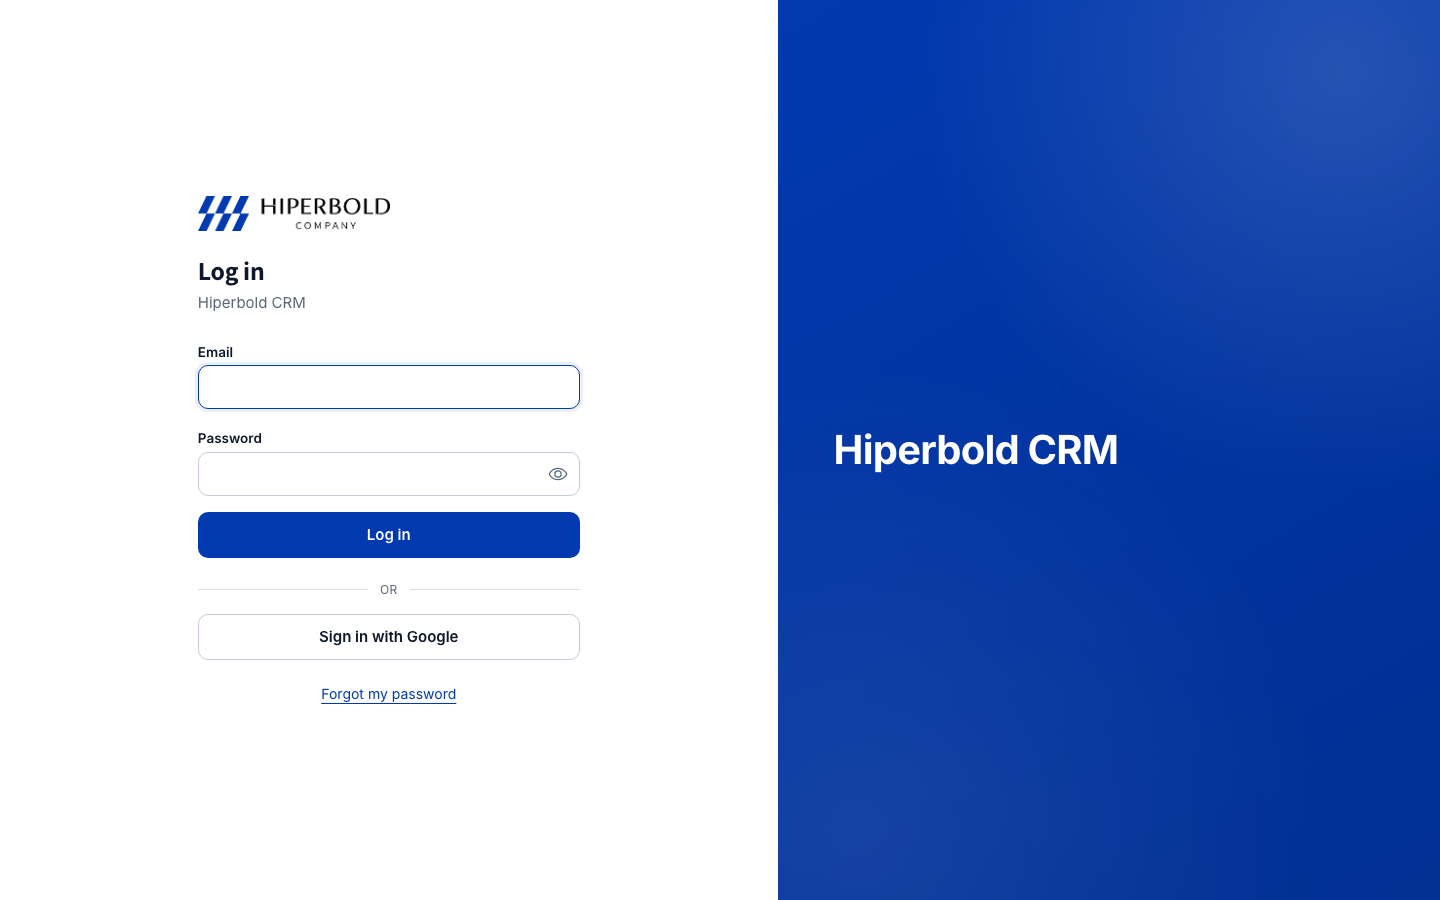 HIPERBOLD
COMPANY
Log in
Hiperbold CRM
Email
Password
Log in
OR
Sign in with Google
Forgot my password
Hiperbold CRM